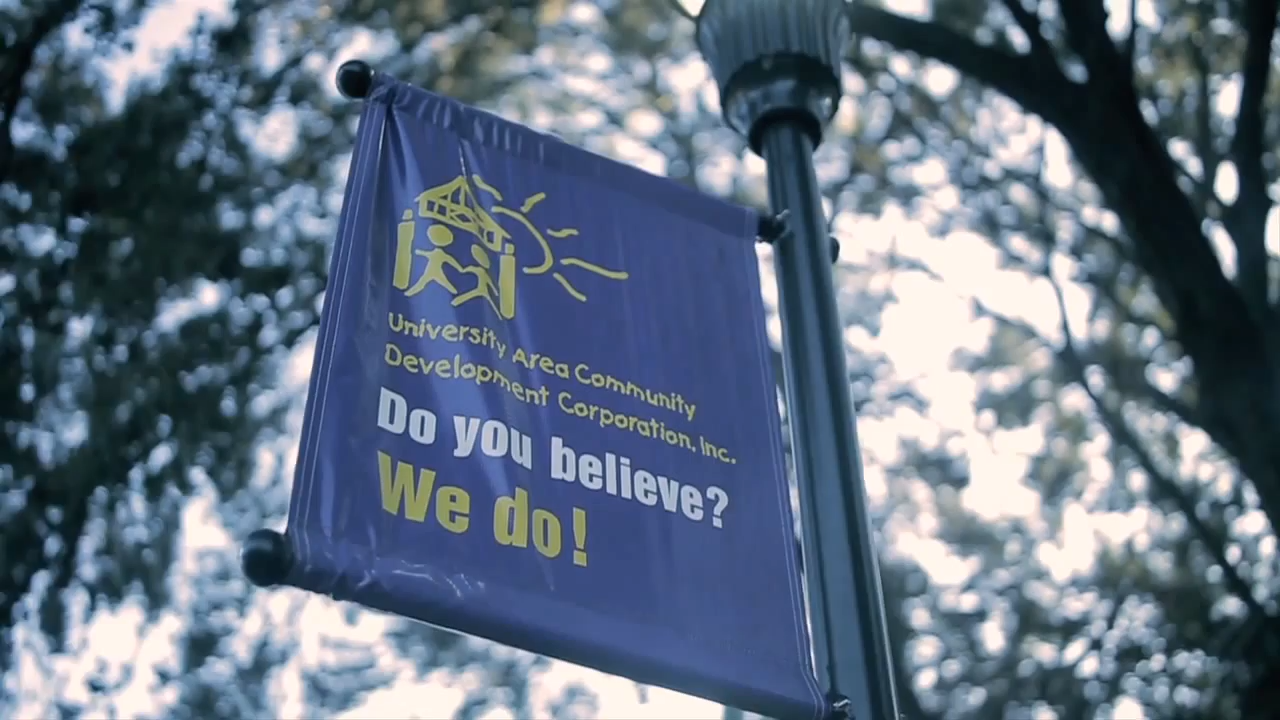 University Area Community
Development Corporation, Inc.
Do you believe?
We do!